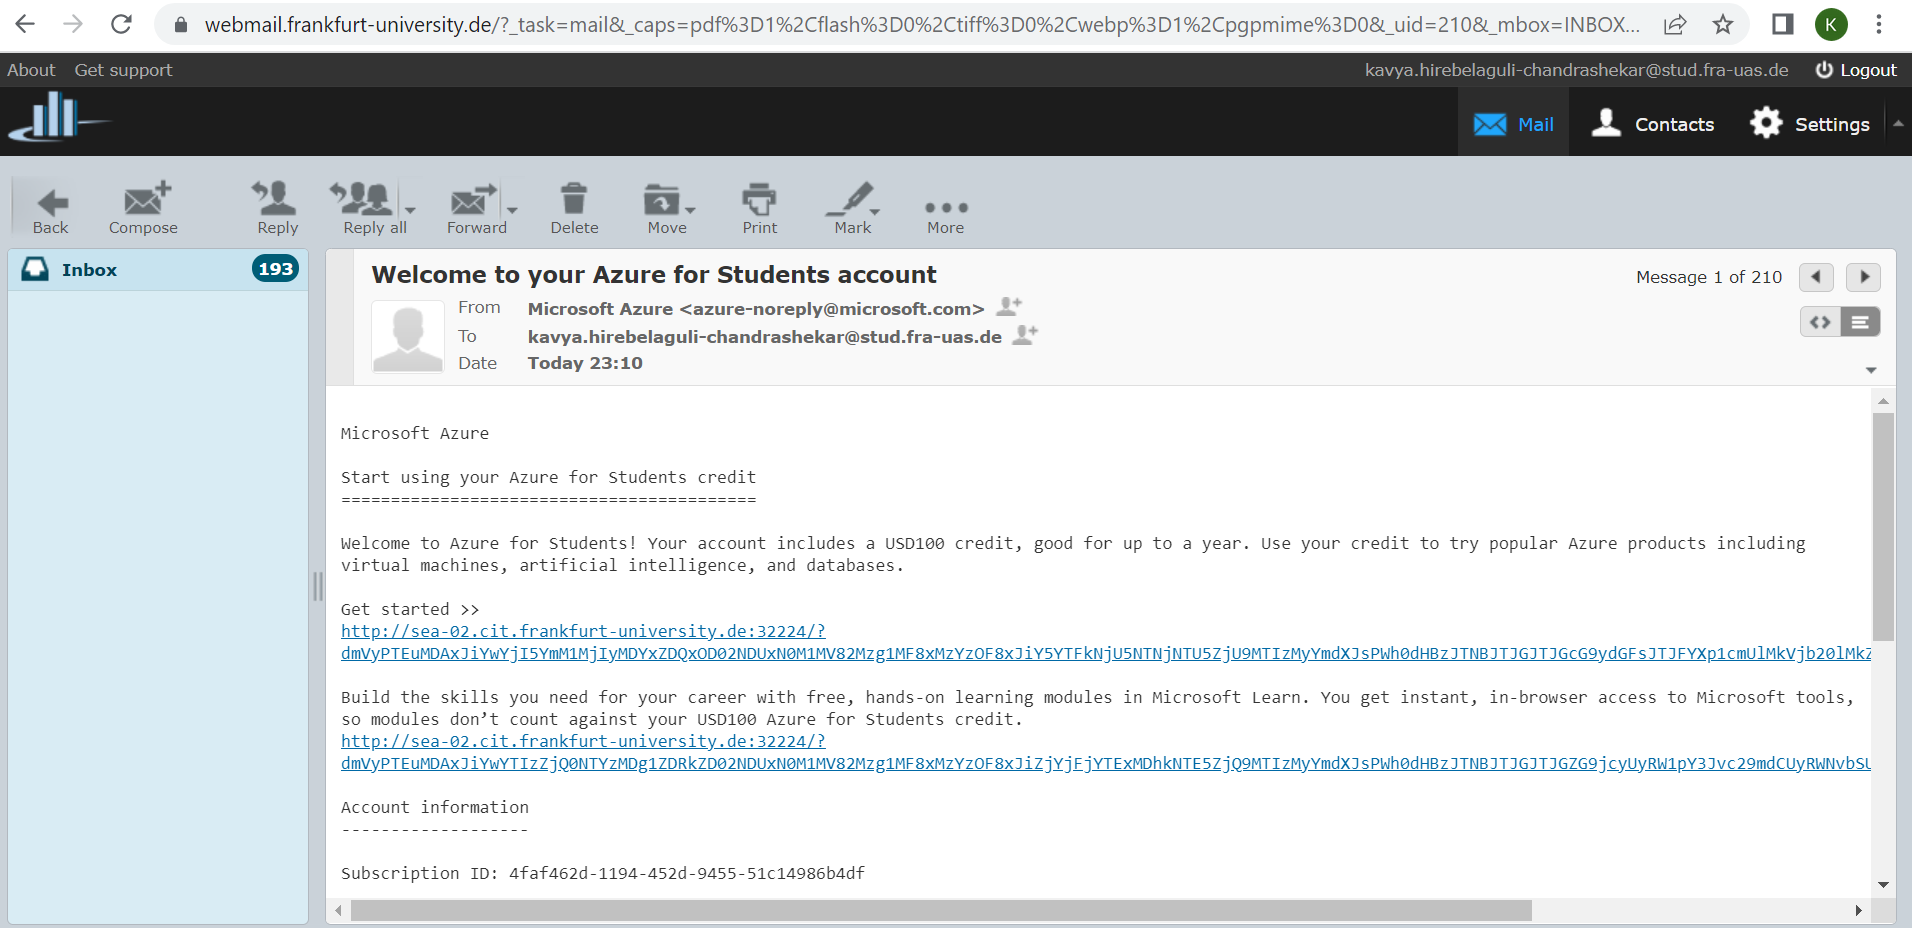 webmail.frankfurt-university.de/?_task=mail&_caps=pdf%3D1%2Cflash%3D0%2Ctiff%3D0%2Cwebp%3D1%2Cpgpmime%3D0&_uid=210&_mbox=INBOX...
K
About Get support kavya.hirebelaguli-chandrashekar@stud.fra-uas.de Logout
Mail Contacts Settings
Back Compose Reply Reply all Forward Delete Move Print Mark More
Inbox 193
Welcome to your Azure for Students account
Message 1 of 210
From Microsoft Azure <azure-noreply@microsoft.com>
To kavya.hirebelaguli-chandrashekar@stud.fra-uas.de
Date Today 23:10
Microsoft Azure
Start using your Azure for Students credit
==========================================
Welcome to Azure for Students! Your account includes a USD100 credit, good for up to a year. Use your credit to try popular Azure products including
virtual machines, artificial intelligence, and databases.
Get started >>
http://sea-02.cit.frankfurt-university.de:32224/?
dmVyPTEuMDAxJiYwYjI5YmM1MjIyMDYxZDQxOD02NDUxN0M1MV82Mzg1MF8xMzYzOF8xJiY5YTFkNjU5NTNjNTU5ZjU9MTIzMyYmdXJsPWh0dHBzJTNBJTJGJTJGcG9ydGFsJTJFYXp1cmUlMkVjb20lMkZ
Build the skills you need for your career with free, hands-on learning modules in Microsoft Learn. You get instant, in-browser access to Microsoft tools,
so modules don’t count against your USD100 Azure for Students credit.
http://sea-02.cit.frankfurt-university.de:32224/?
dmVyPTEuMDAxJiYwYTIzZjQ0NTYzMDg1ZDRkZD02NDUxN0M1MV82Mzg1MF8xMzYzOF8xJiZjYjFjYTExMDhkNTE5ZjQ9MTIzMyYmdXJsPWh0dHBzJTNBJTJGJTJGZG9jcyUyRW1pY3Jvc29mdCUyRWNvbSU
Account information
-------------------
Subscription ID: 4faf462d-1194-452d-9455-51c14986b4df